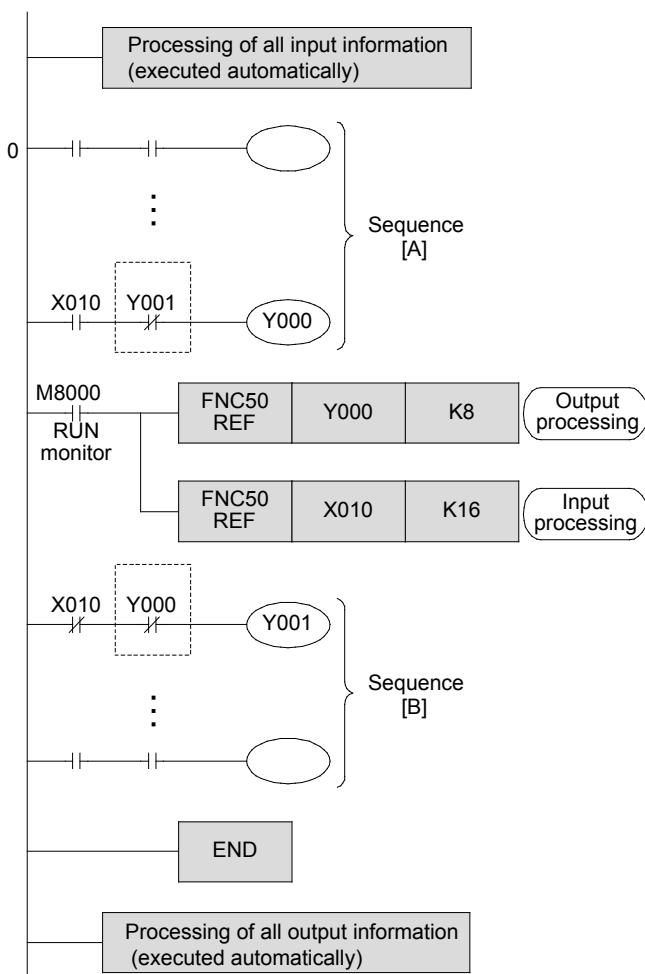 Processing of all input information
(executed automatically)
0
Sequence
[A]
X010 Y001
Y000
M8000
RUN
monitor
FNC50
REF
Y000
K8
Output
processing
FNC50
REF
X010
K16
Input
processing
X010 Y000
Y001
Sequence
[B]
END
Processing of all output information
(executed automatically)